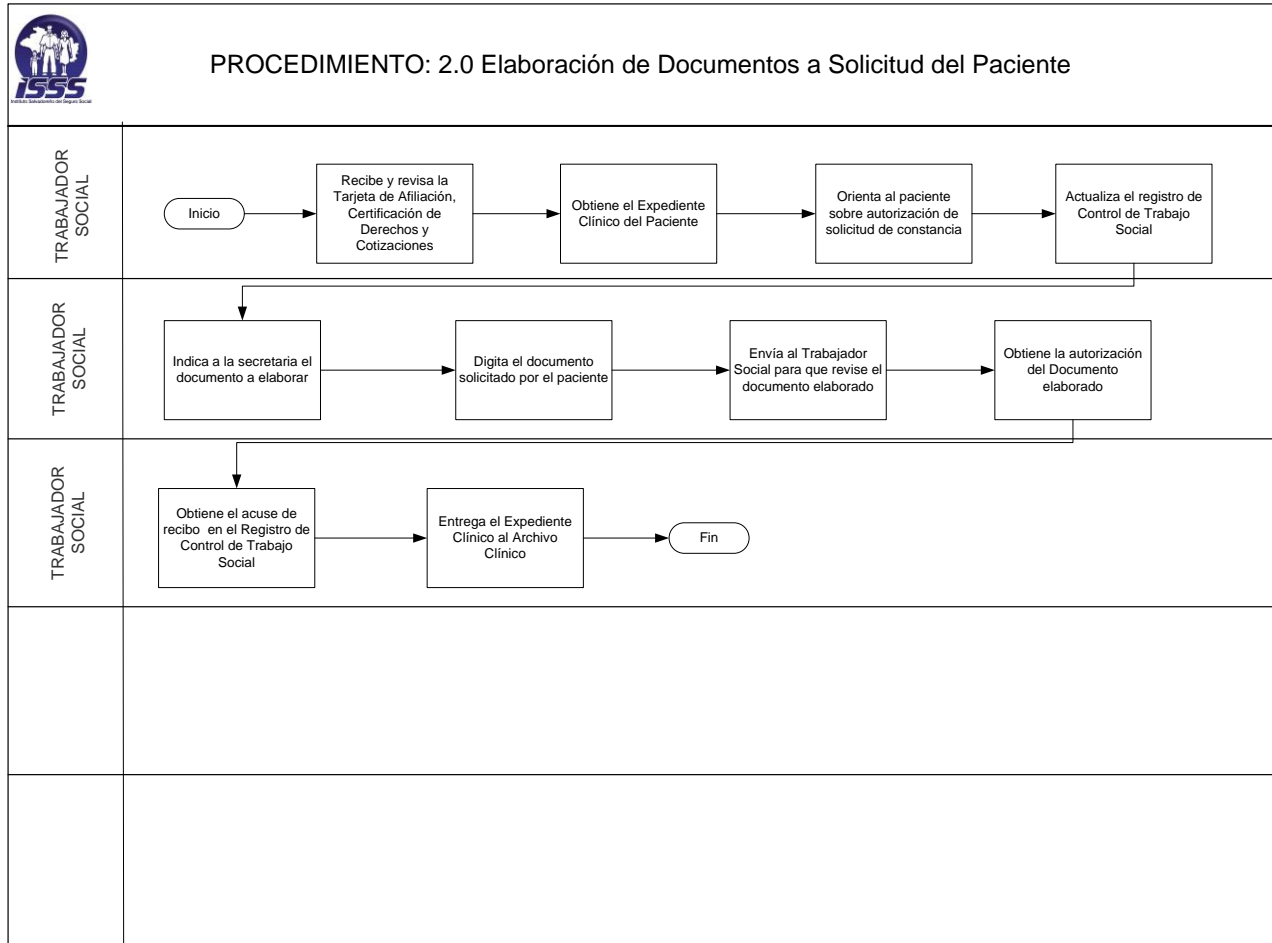 ISSS
Instituto Salvadoreño del Seguro Social
PROCEDIMIENTO: 2.0 Elaboración de Documentos a Solicitud del Paciente
TRABAJADOR
SOCIAL
Inicio
Recibe y revisa la
Tarjeta de Afiliación,
Certificación de
Derechos y
Cotizaciones
Obtiene el Expediente
Clínico del Paciente
Orienta al paciente
sobre autorización de
solicitud de constancia
Actualiza el registro de
Control de Trabajo
Social
TRABAJADOR
SOCIAL
Indica a la secretaria el
documento a elaborar
Digita el documento
solicitado por el paciente
Envía al Trabajador
Social para que revise el
documento elaborado
Obtiene la autorización
del Documento
elaborado
TRABAJADOR
SOCIAL
Obtiene el acuse de
recibo en el Registro de
Control de Trabajo
Social
Entrega el Expediente
Clínico al Archivo
Clínico
Fin